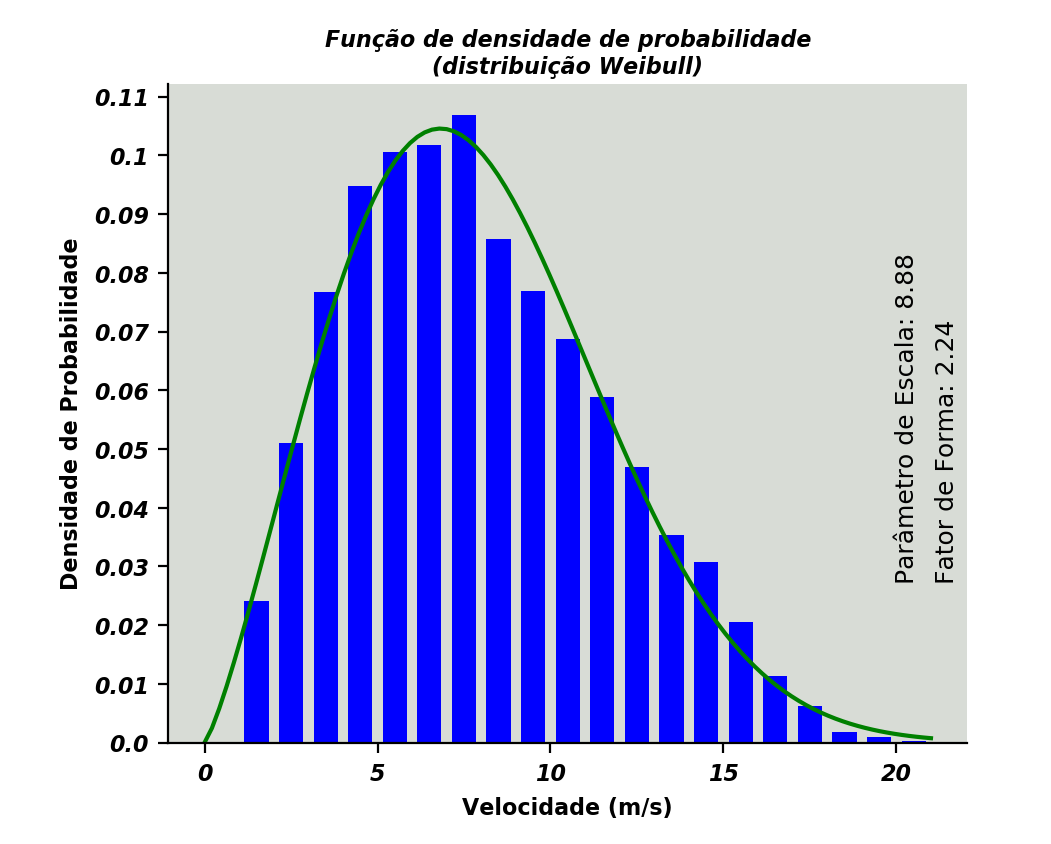 Função de densidade de probabilidade
(distribuição Weibull)
0.11
0.1
0.09
0.08
0.07
0.06
0.05
0.04
0.03
0.02
0.01
0.0
Densidade de Probabilidade
Parâmetro de Escala: 8.88
Fator de Forma: 2.24
0 5 10 15 20
Velocidade (m/s)